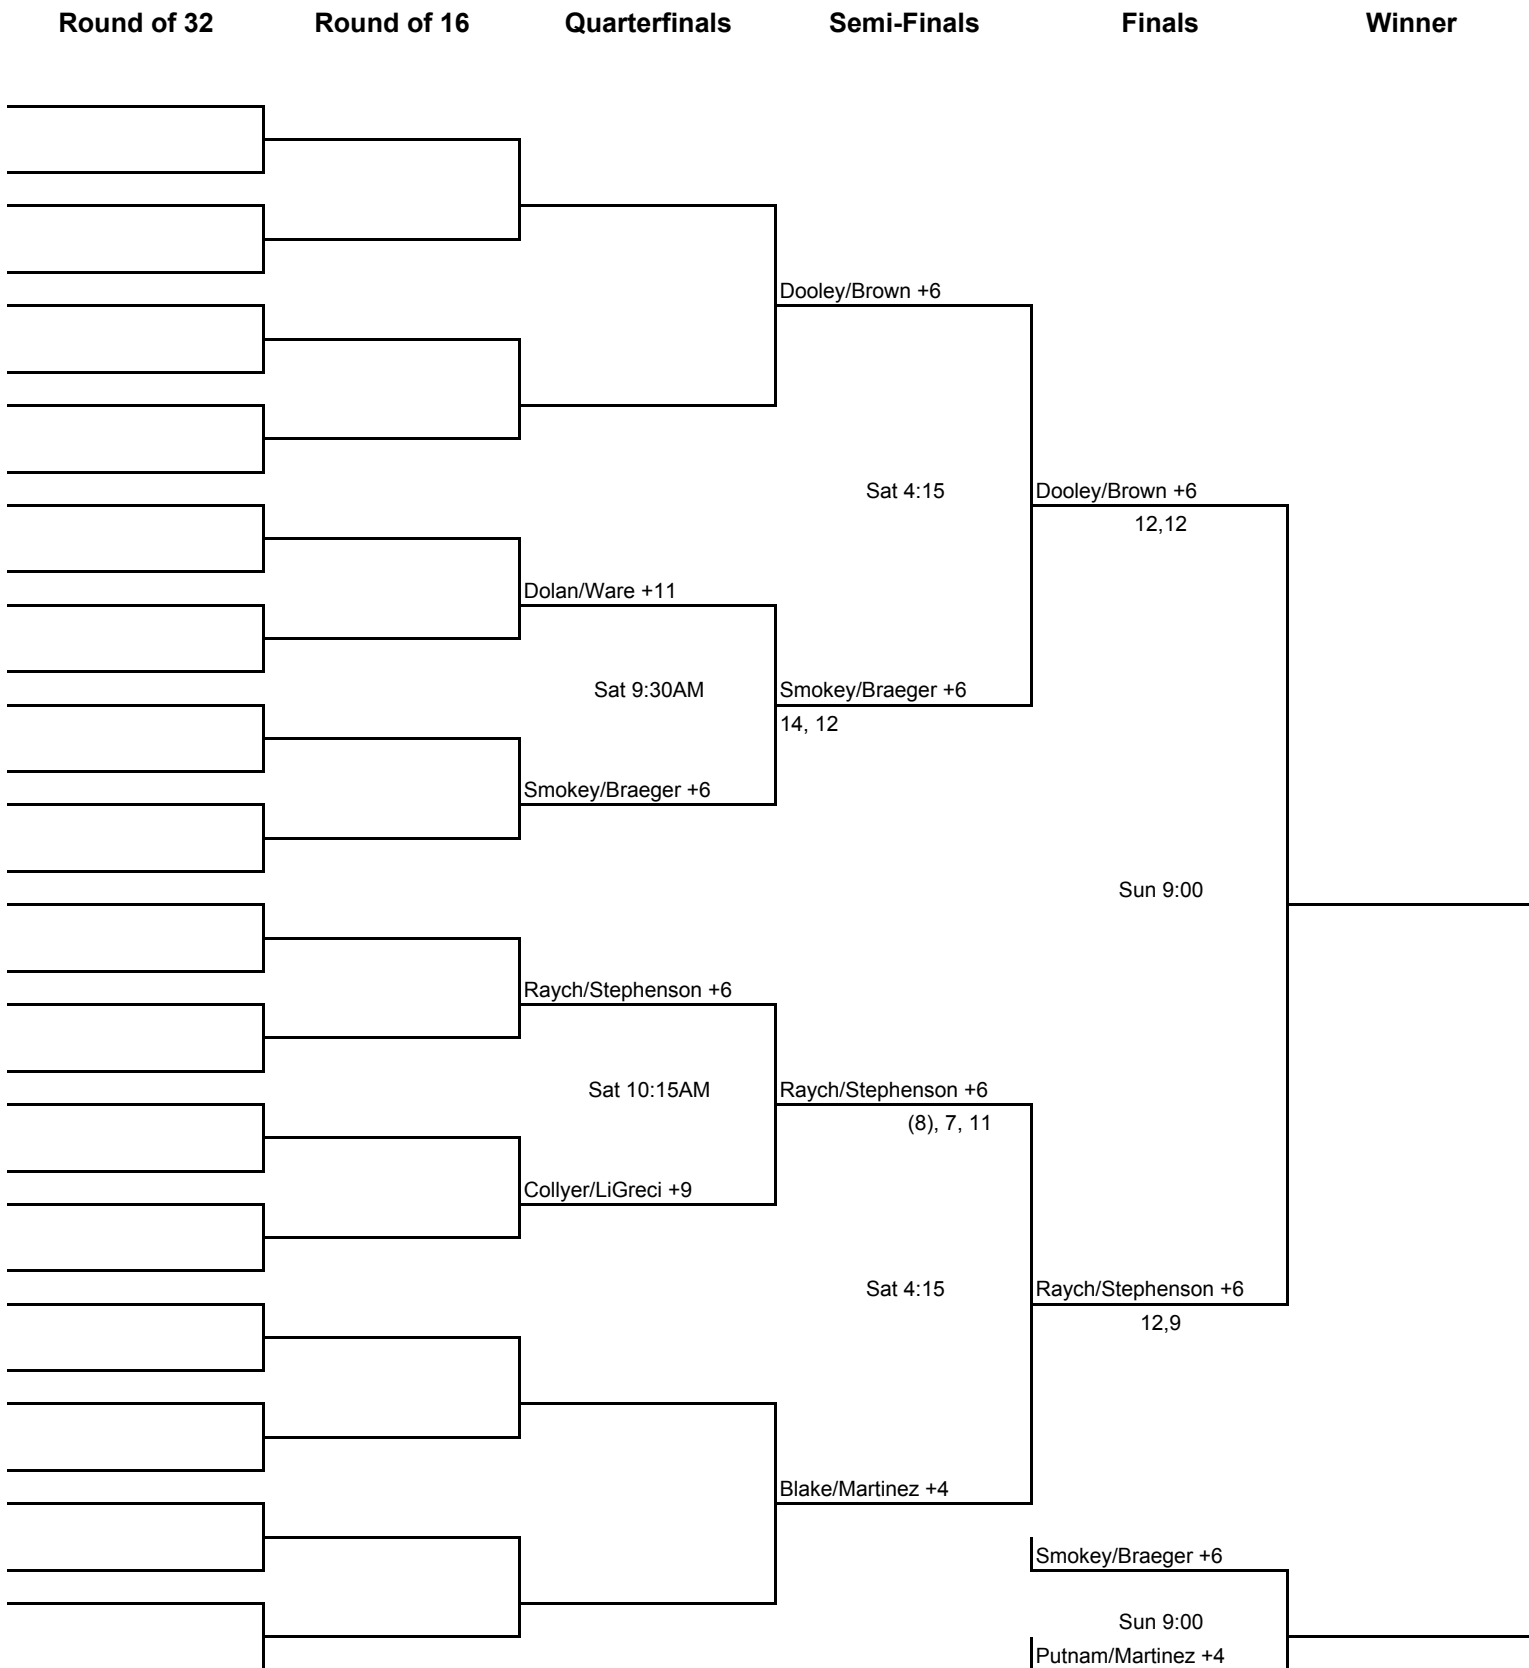 Round of 32 Round of 16 Quarterfinals Semi-Finals Finals Winner
Dooley/Brown +6
Sat 4:15 Dooley/Brown +6
12,12
Dolan/Ware +11
Sat 9:30AM Smokey/Braeger +6
14, 12
Smokey/Braeger +6
Sun 9:00
Raych/Stephenson +6
Sat 10:15AM Raych/Stephenson +6
(8), 7, 11
Collyer/LiGreci +9
Sat 4:15 Raych/Stephenson +6
12,9
Blake/Martinez +4
Smokey/Braeger +6
Sun 9:00
Putnam/Martinez +4